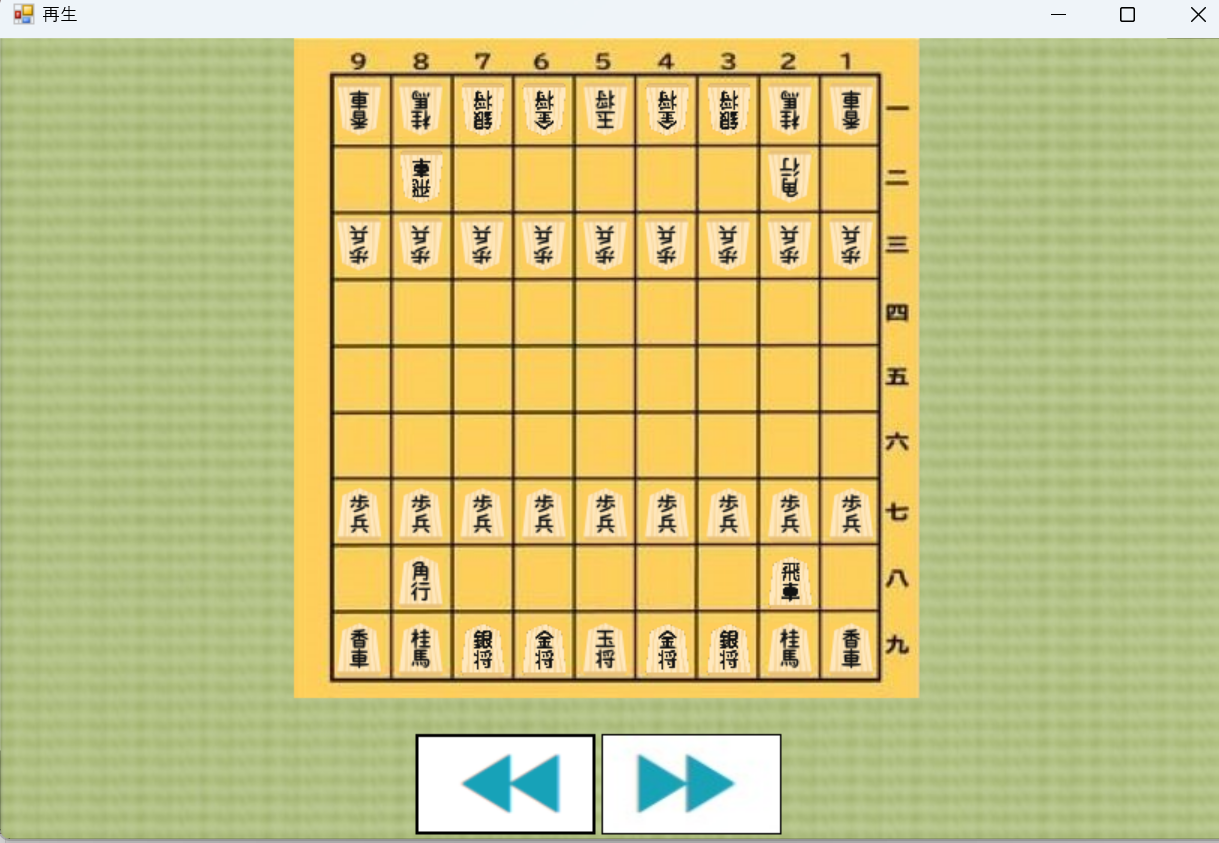 再生
9 8 7 6 5 4 3 2 1
香車 桂馬 銀将 金将 玉将 金将 銀将 桂馬 香車 一
飛車 角行 二
歩兵 歩兵 歩兵 歩兵 歩兵 歩兵 歩兵 歩兵 歩兵 三
四
五
六
歩兵 歩兵 歩兵 歩兵 歩兵 歩兵 歩兵 歩兵 歩兵 七
角行 飛車 八
香車 桂馬 銀将 金将 玉将 金将 銀将 桂馬 香車 九